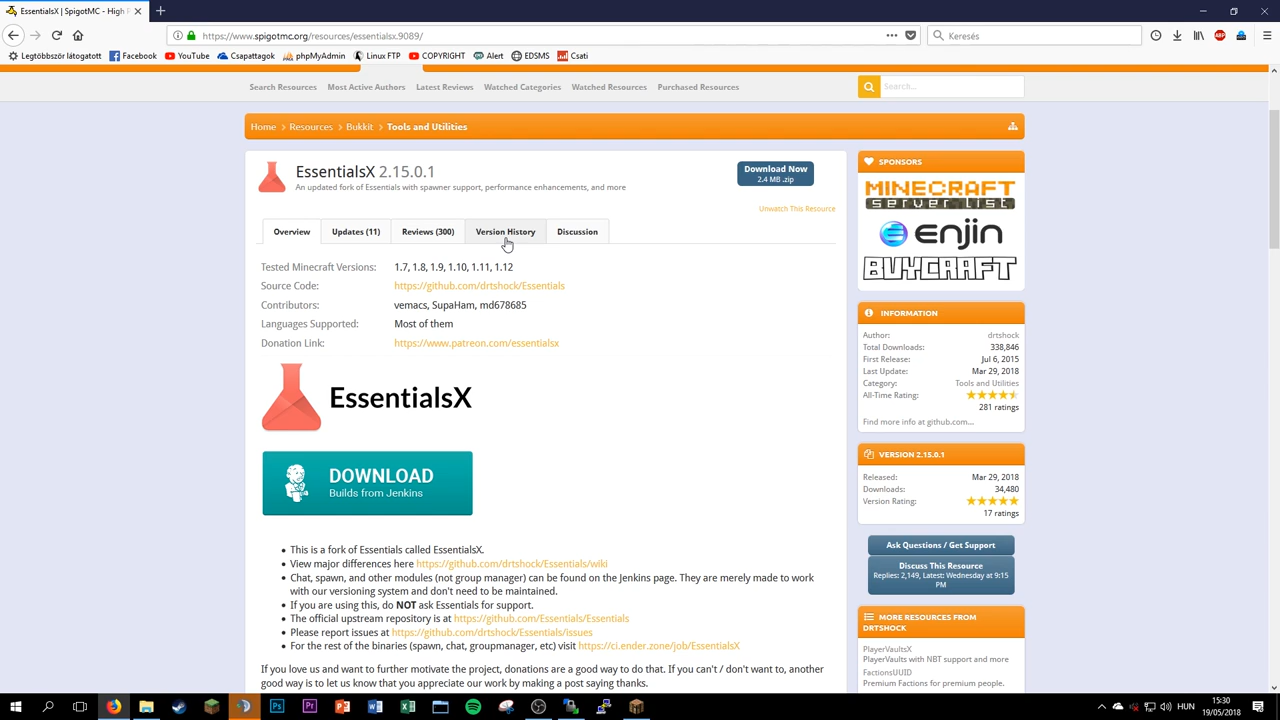 EssentialsX | SpigotMC - High P
https://www.spigotmc.org/resources/essentialsx.9089/
Keresés
Legtöbbször látogatott
Facebook
YouTube
Csapattagok
phpMyAdmin
Linux FTP
COPYRIGHT
Alert
EDSMS
Csati
Search Resources
Most Active Authors
Latest Reviews
Watched Categories
Watched Resources
Purchased Resources
Search...
Home
Resources
Bukkit
Tools and Utilities
EssentialsX 2.15.0.1
An updated fork of Essentials with spawner support, performance enhancements, and more
Download Now
2.4 MB .zip
Unwatch This Resource
Overview
Updates (11)
Reviews (300)
Version History
Discussion
Tested Minecraft Versions: 1.7, 1.8, 1.9, 1.10, 1.11, 1.12
Source Code: https://github.com/drtshock/Essentials
Contributors: vemacs, SupaHam, md678685
Languages Supported: Most of them
Donation Link: https://www.patreon.com/essentialsx
EssentialsX
DOWNLOAD
Builds from Jenkins
This is a fork of Essentials called EssentialsX.
View major differences here https://github.com/drtshock/Essentials/wiki
Chat, spawn, and other modules (not group manager) can be found on the Jenkins page. They are merely made to work
with our versioning system and don't need to be maintained.
If you are using this, do NOT ask Essentials for support.
The official upstream repository is at https://github.com/Essentials/Essentials
Please report issues at https://github.com/drtshock/Essentials/issues
For the rest of the binaries (spawn, chat, groupmanager, etc) visit https://ci.ender.zone/job/EssentialsX
If you love us and want to further motivate the project, donations are a good way to do that. If you can't / don't want to, another
good way is to let us know that you appreciate our work by making a post saying thanks.
SPONSORS
MINECRAFT
SERVER LIST
enjin
BUYCRAFT
INFORMATION
Author: drtshock
Total Downloads: 338,846
First Release: Jul 6, 2015
Last Update: Mar 29, 2018
Category: Tools and Utilities
All-Time Rating:
281 ratings
Find more info at github.com...
VERSION 2.15.0.1
Released: Mar 29, 2018
Downloads: 34,480
Version Rating:
17 ratings
Ask Questions / Get Support
Discuss This Resource
Replies: 2,149, Latest: Wednesday at 9:15
PM
MORE RESOURCES FROM
DRTSHOCK
PlayerVaultsX
PlayerVaults with NBT support and more
FactionsUUID
Premium Factions for premium people.
HUN
15:30
19/05/2018